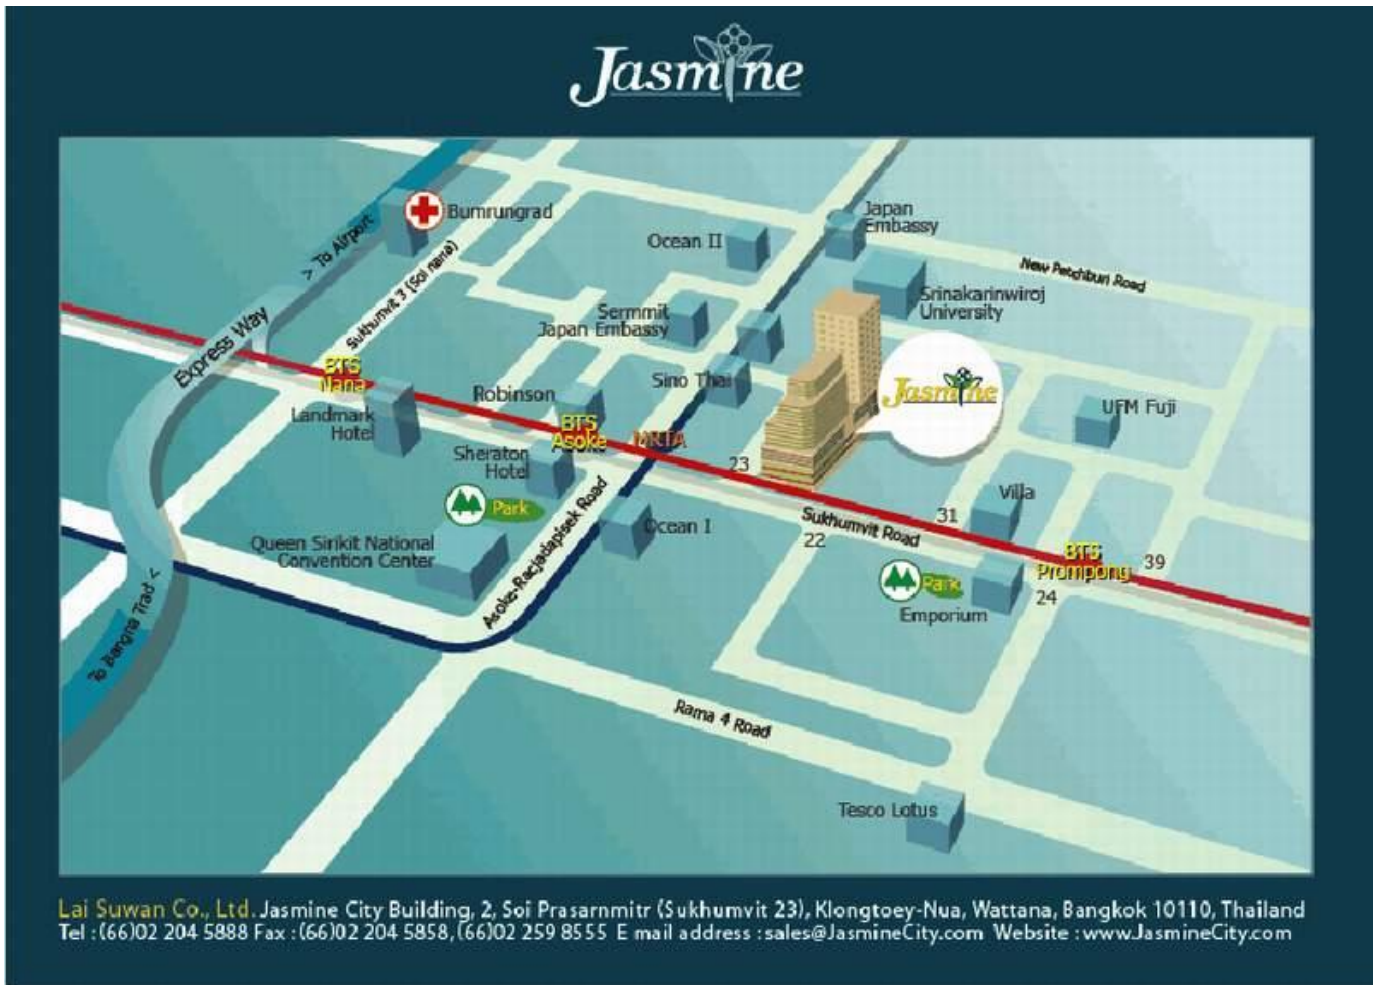 Jasmine
Bumrungrad
Japan
Embassy
> To Airport
Ocean II
Sukhumvit 3 (Soi nana)
New Petchburi Road
Srinakarinwiroj
University
Sermmit
Japan Embassy
Express Way
BTS
Nana
Sino Thai
Jasmine
Robinson
Landmark
Hotel
UFM Fuji
BTS
Asoke
MRTA
Sheraton
Hotel
23
Villa
Park
31
Sukhumvit Road
22
Ocean I
Queen Sirikit National
Convention Center
Asoke-Racjadapisek Road
BTS
Prompong
39
Park
24
Emporium
To Bangna Trad <
Rama 4 Road
Tesco Lotus
Lai Suwan Co., Ltd. Jasmine City Building, 2, Soi Prasarnmitr (Sukhumvit 23), Klongtoey-Nua, Wattana, Bangkok 10110, Thailand
Tel :(66)02 204 5888 Fax :(66)02 204 5858, (66)02 259 8555 E mail address :sales@JasmineCity.com Website :www.JasmineCity.com